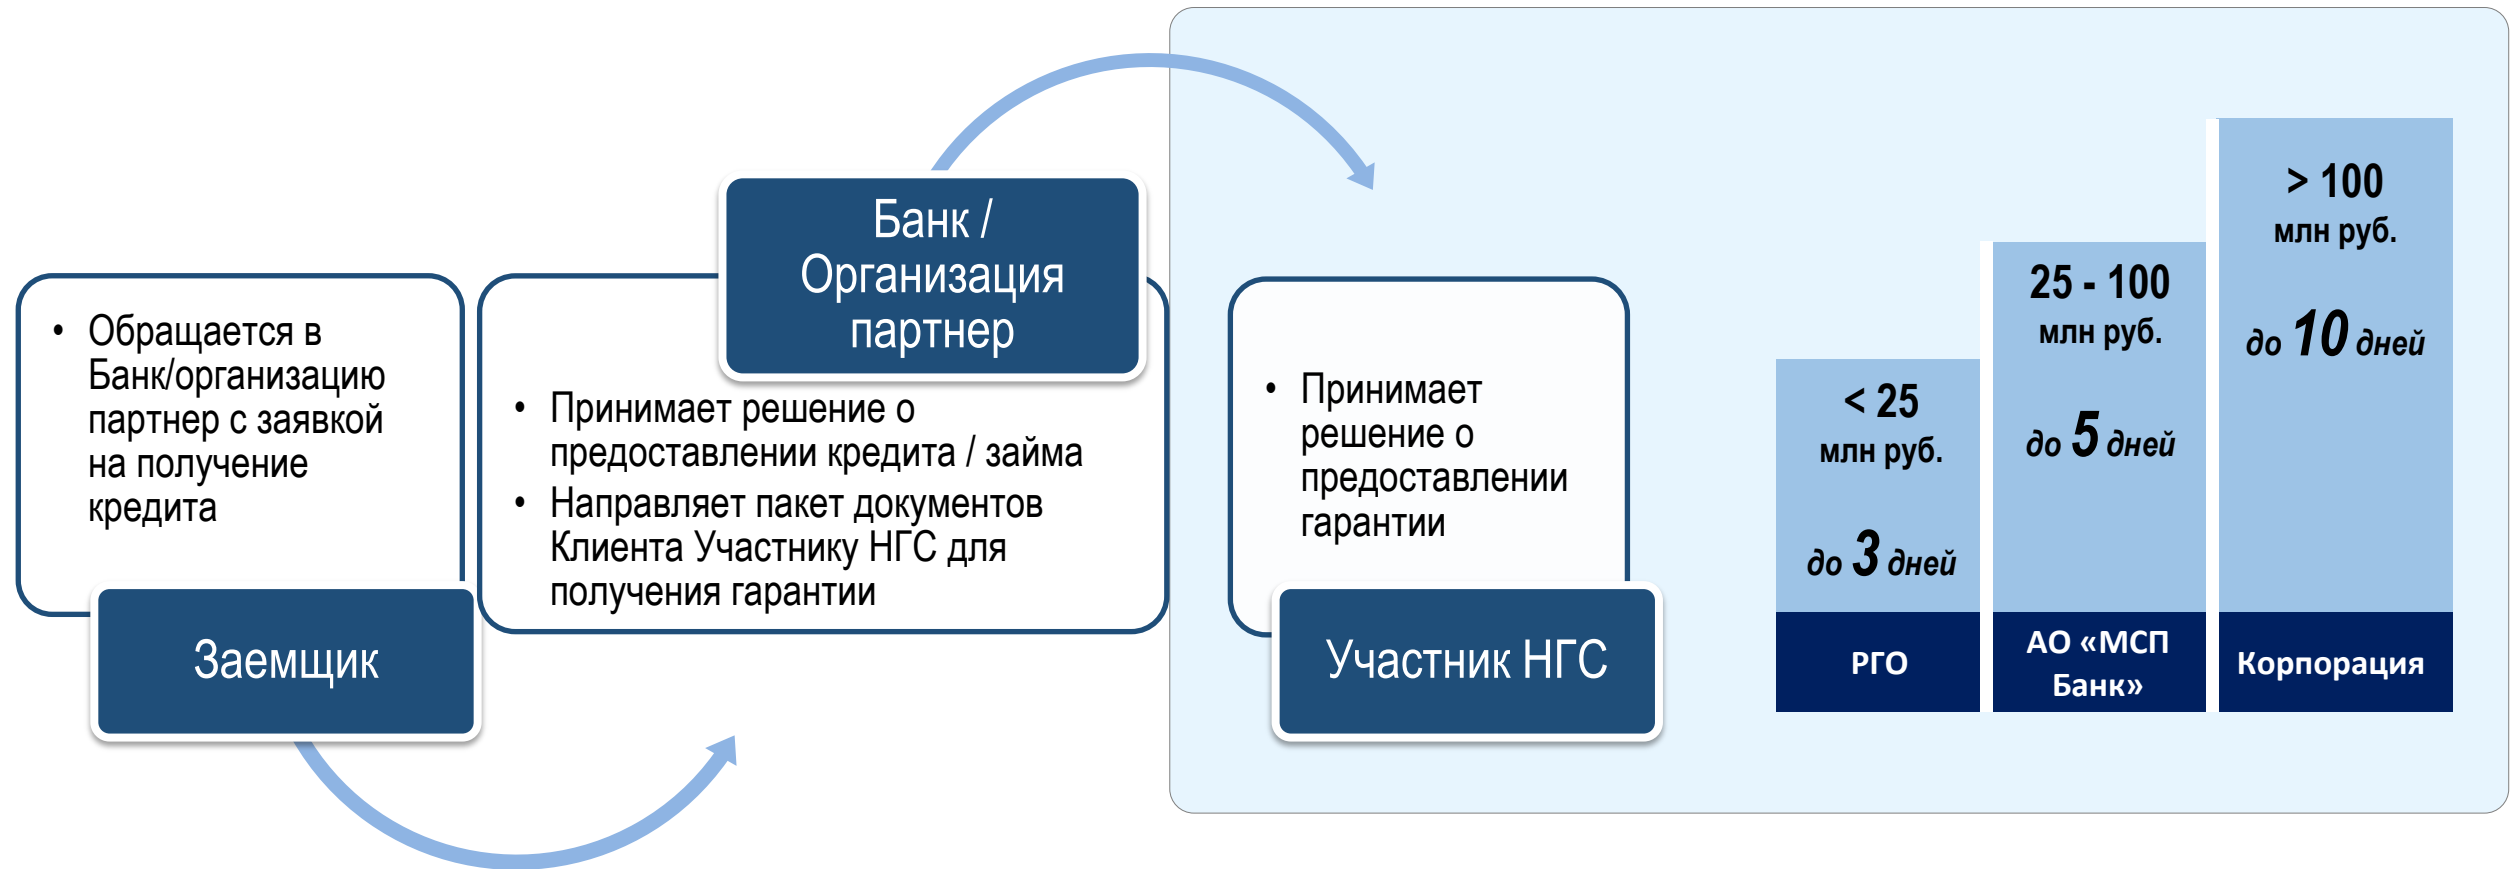 • Обращается в
Банк/организацию
партнер с заявкой
на получение
кредита
Заемщик
Банк /
Организация
партнер
• Принимает решение о
предоставлении кредита / займа
• Направляет пакет документов
Клиента Участнику НГС для
получения гарантии
• Принимает
решение о
предоставлении
гарантии
Участник НГС
< 25
млн руб.
до 3 дней
РГО
25 - 100
млн руб.
до 5 дней
АО «МСП
Банк»
> 100
млн руб.
до 10 дней
Корпорация